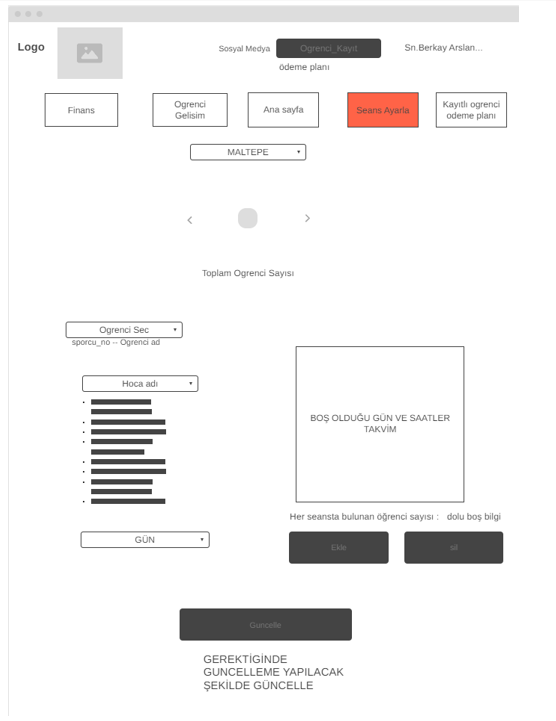 Logo
Sosyal Medya
Ogrenci_Kayıt
Sn.Berkay Arslan...
ödeme planı
Finans
Ogrenci
Gelisim
Ana sayfa
Seans Ayarla
Kayıtlı ogrenci
odeme planı
MALTEPE
Toplam Ogrenci Sayısı
Ogrenci Sec
sporcu_no -- Ogrenci ad
Hoca adı
BOŞ OLDUĞU GÜN VE SAATLER
TAKVİM
Her seansta bulunan öğrenci sayısı : dolu boş bilgi
GÜN
Ekle
sil
Guncelle
GEREKTİGİNDE
GUNCELLEME YAPILACAK
ŞEKİLDE GÜNCELLE